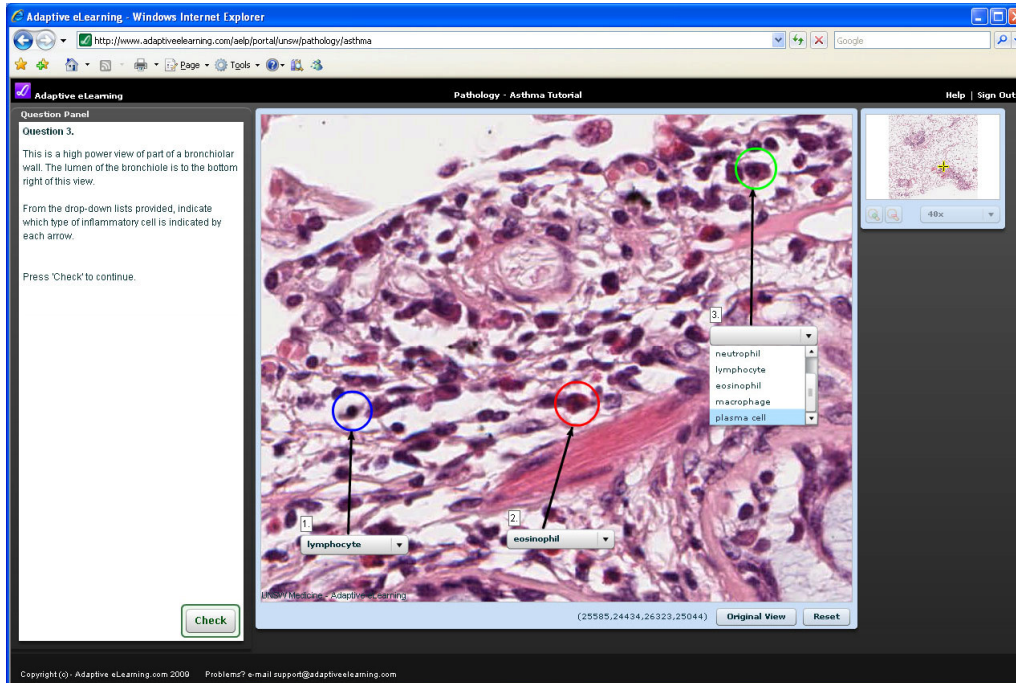 Adaptive eLearning - Windows Internet Explorer
http://www.adaptiveelearning.com/aelp/portal/unsw/pathology/asthma
Google
Page
Tools
Adaptive eLearning
Pathology - Asthma Tutorial
Help | Sign Out
Question Panel
Question 3.
This is a high power view of part of a bronchiolar
wall. The lumen of the bronchiole is to the bottom
right of this view.
From the drop-down lists provided, indicate
which type of inflammatory cell is indicated by
each arrow.
Press 'Check' to continue.
Check
40x
3.
neutrophil
lymphocyte
eosinophil
macrophage
plasma cell
1.
lymphocyte
2.
eosinophil
UNSW Medicine - Adaptive eLearning
(25585,24434,26323,25044)
Original View
Reset
Copyright (c) - Adaptive eLearning.com 2009 Problems? e-mail support@adaptiveelearning.com